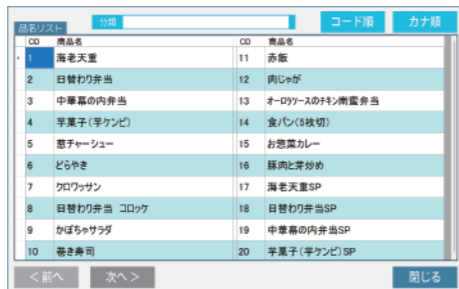 品名リスト 分類 コード順 カナ順
CD 商品名 CD 商品名
1 海老天重 11 赤飯
2 日替わり弁当 12 肉じゃが
3 中華幕の内弁当 13 オーロラソースのチキン南蛮弁当
4 芋菓子(芋ケンピ) 14 食パン(5枚切)
5 葱チャーシュー 15 お惣菜カレー
6 どらやき 16 豚肉と芽炒め
7 クロワッサン 17 海老天重SP
8 日替わり弁当 コロッケ 18 日替わり弁当SP
9 かぼちゃサラダ 19 中華幕の内弁当SP
10 巻き寿司 20 芋菓子(芋ケンピ)SP
<前へ 次へ> 閉じる